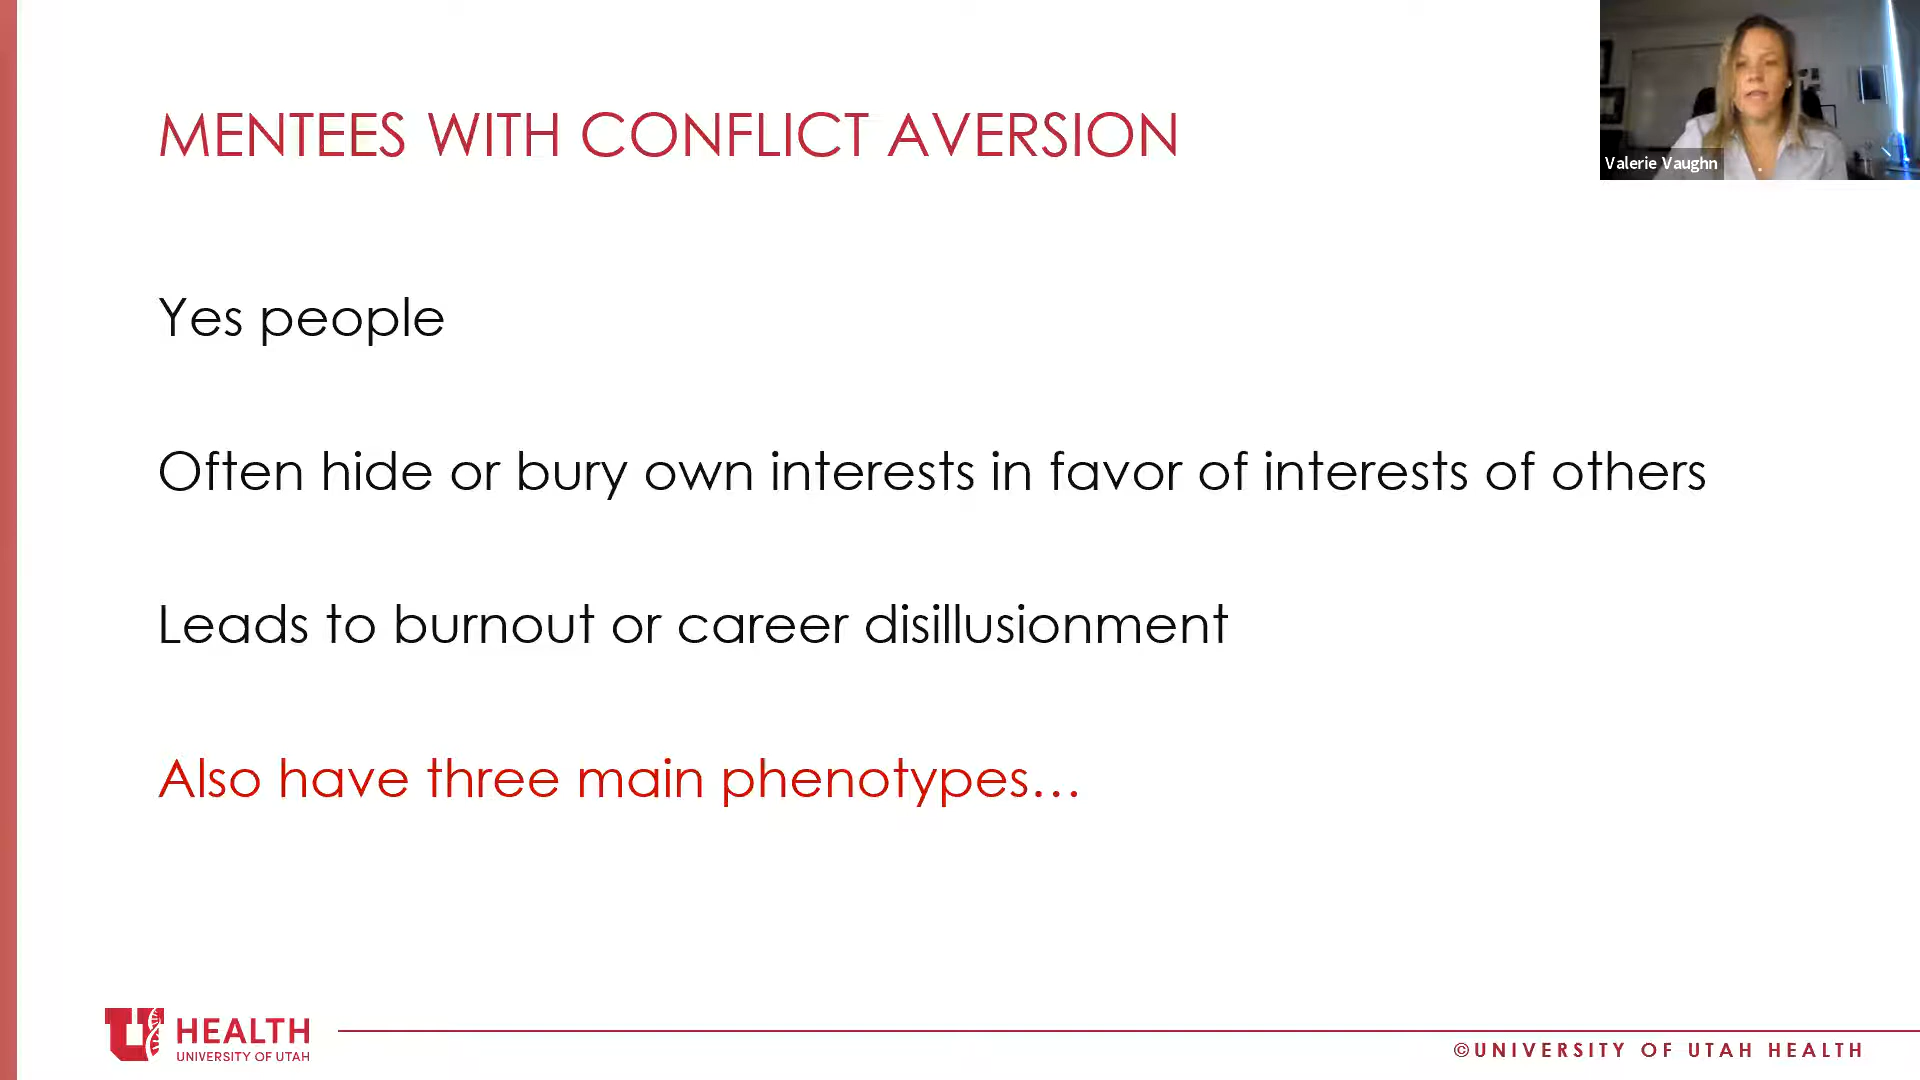 MENTEES WITH CONFLICT AVERSION
Valerie Vaughn
Yes people
Often hide or bury own interests in favor of interests of others
Leads to burnout or career disillusionment
Also have three main phenotypes...
U HEALTH
UNIVERSITY OF UTAH
©UNIVERSITY OF UTAH HEALTH